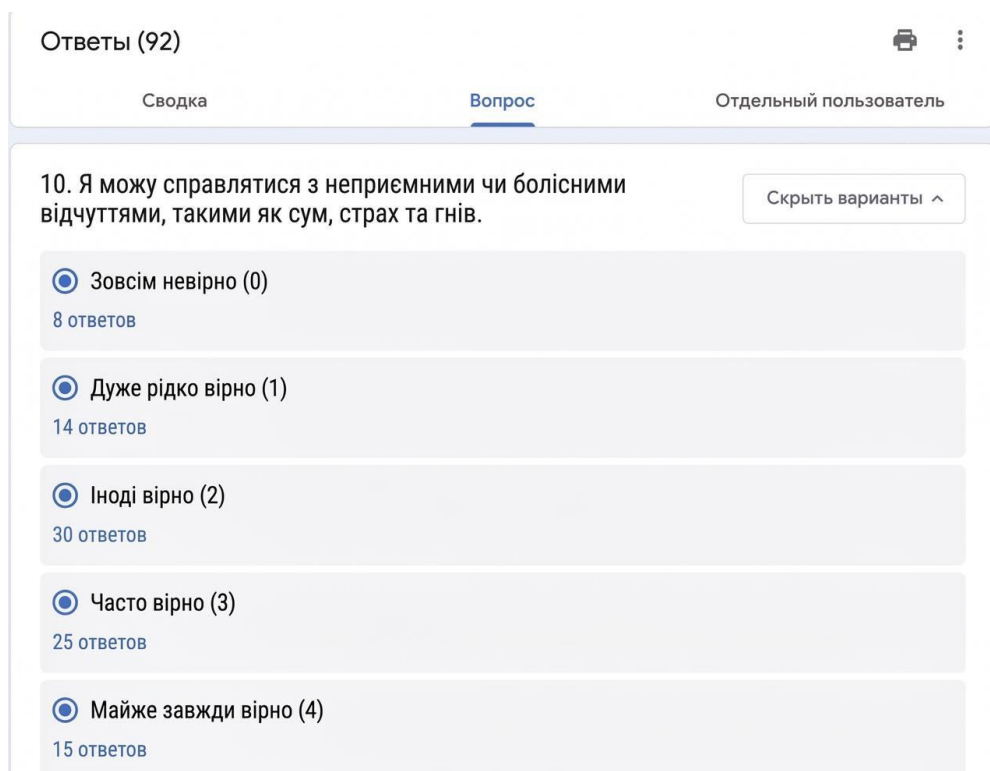 Ответы (92)
Сводка
Вопрос
Отдельный пользователь
10. Я можу справлятися з неприємними чи болісними
відчуттями, такими як сум, страх та гнів.
Скрыть варианты
Зовсім невірно (0)
8 ответов
Дуже рідко вірно (1)
14 ответов
Іноді вірно (2)
30 ответов
Часто вірно (3)
25 ответов
Майже завжди вірно (4)
15 ответов